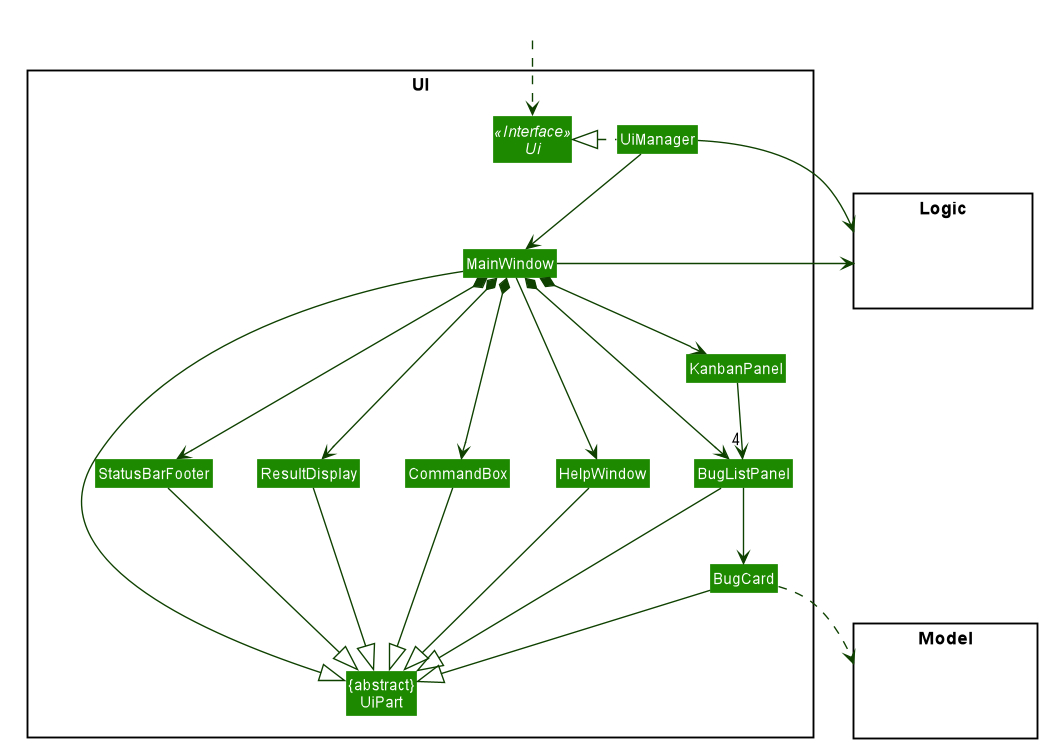 UI
«Interface»
Ui
UiManager
Logic
MainWindow
KanbanPanel
4
StatusBarFooter
ResultDisplay
CommandBox
HelpWindow
BugListPanel
BugCard
Model
{abstract}
UiPart